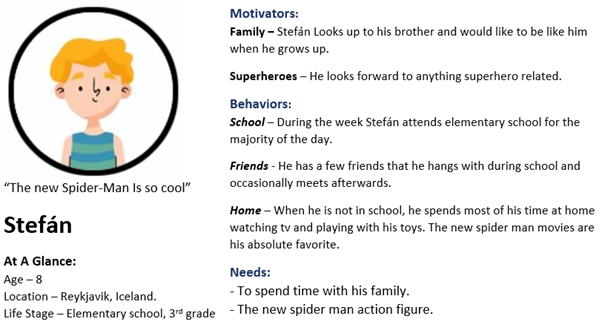 “The new Spider-Man Is so cool”
Stefán
At A Glance:
Age – 8
Location – Reykjavik, Iceland.
Life Stage – Elementary school, 3rd grade
Motivators:
Family – Stefán Looks up to his brother and would like to be like him
when he grows up.
Superheroes – He looks forward to anything superhero related.
Behaviors:
School – During the week Stefán attends elementary school for the
majority of the day.
Friends - He has a few friends that he hangs with during school and
occasionally meets afterwards.
Home – When he is not in school, he spends most of his time at home
watching tv and playing with his toys. The new spider man movies are
his absolute favorite.
Needs:
- To spend time with his family.
- The new spider man action figure.